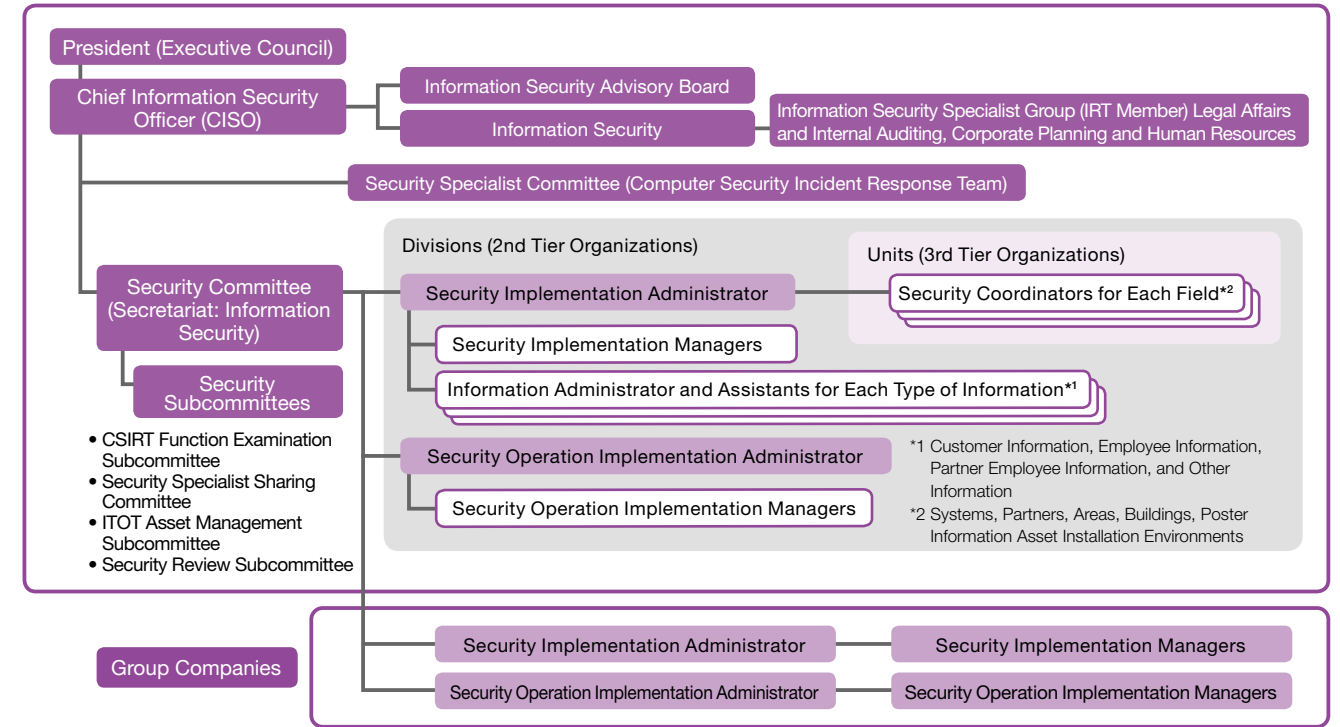 President (Executive Council)
Chief Information Security
Officer (CISO)
Information Security Advisory Board
Information Security
Information Security Specialist Group (IRT Member) Legal Affairs
and Internal Auditing, Corporate Planning and Human Resources
Security Specialist Committee (Computer Security Incident Response Team)
Security Committee
(Secretariat: Information
Security)
Security
Subcommittees
• CSIRT Function Examination
Subcommittee
• Security Specialist Sharing
Committee
• ITOT Asset Management
Subcommittee
• Security Review Subcommittee
Divisions (2nd Tier Organizations)
Units (3rd Tier Organizations)
Security Implementation Administrator
Security Coordinators for Each Field*2
Security Implementation Managers
Information Administrator and Assistants for Each Type of Information*1
Security Operation Implementation Administrator
Security Operation Implementation Managers
*1 Customer Information, Employee Information,
Partner Employee Information, and Other
Information
*2 Systems, Partners, Areas, Buildings, Poster
Information Asset Installation Environments
Group Companies
Security Implementation Administrator
Security Implementation Managers
Security Operation Implementation Administrator
Security Operation Implementation Managers